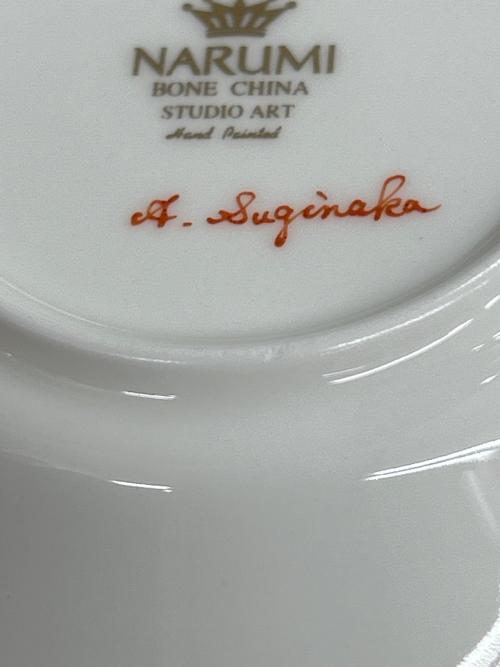 NARUMI
BONE CHINA
STUDIO ART
Hand Painted
A. Suginaka